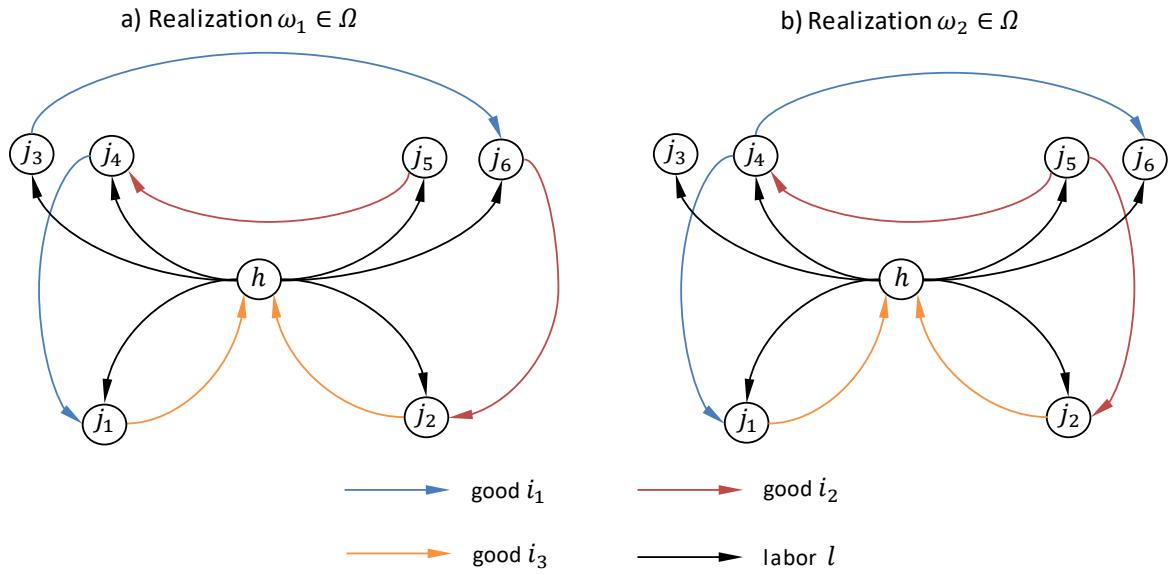 a) Realization ω₁ ∈ Ω
b) Realization ω₂ ∈ Ω
j₃ j₄ j₅ j₆
h
j₁ j₂
j₃ j₄ j₅ j₆
h
j₁ j₂
good i₁
good i₂
good i₃
labor l